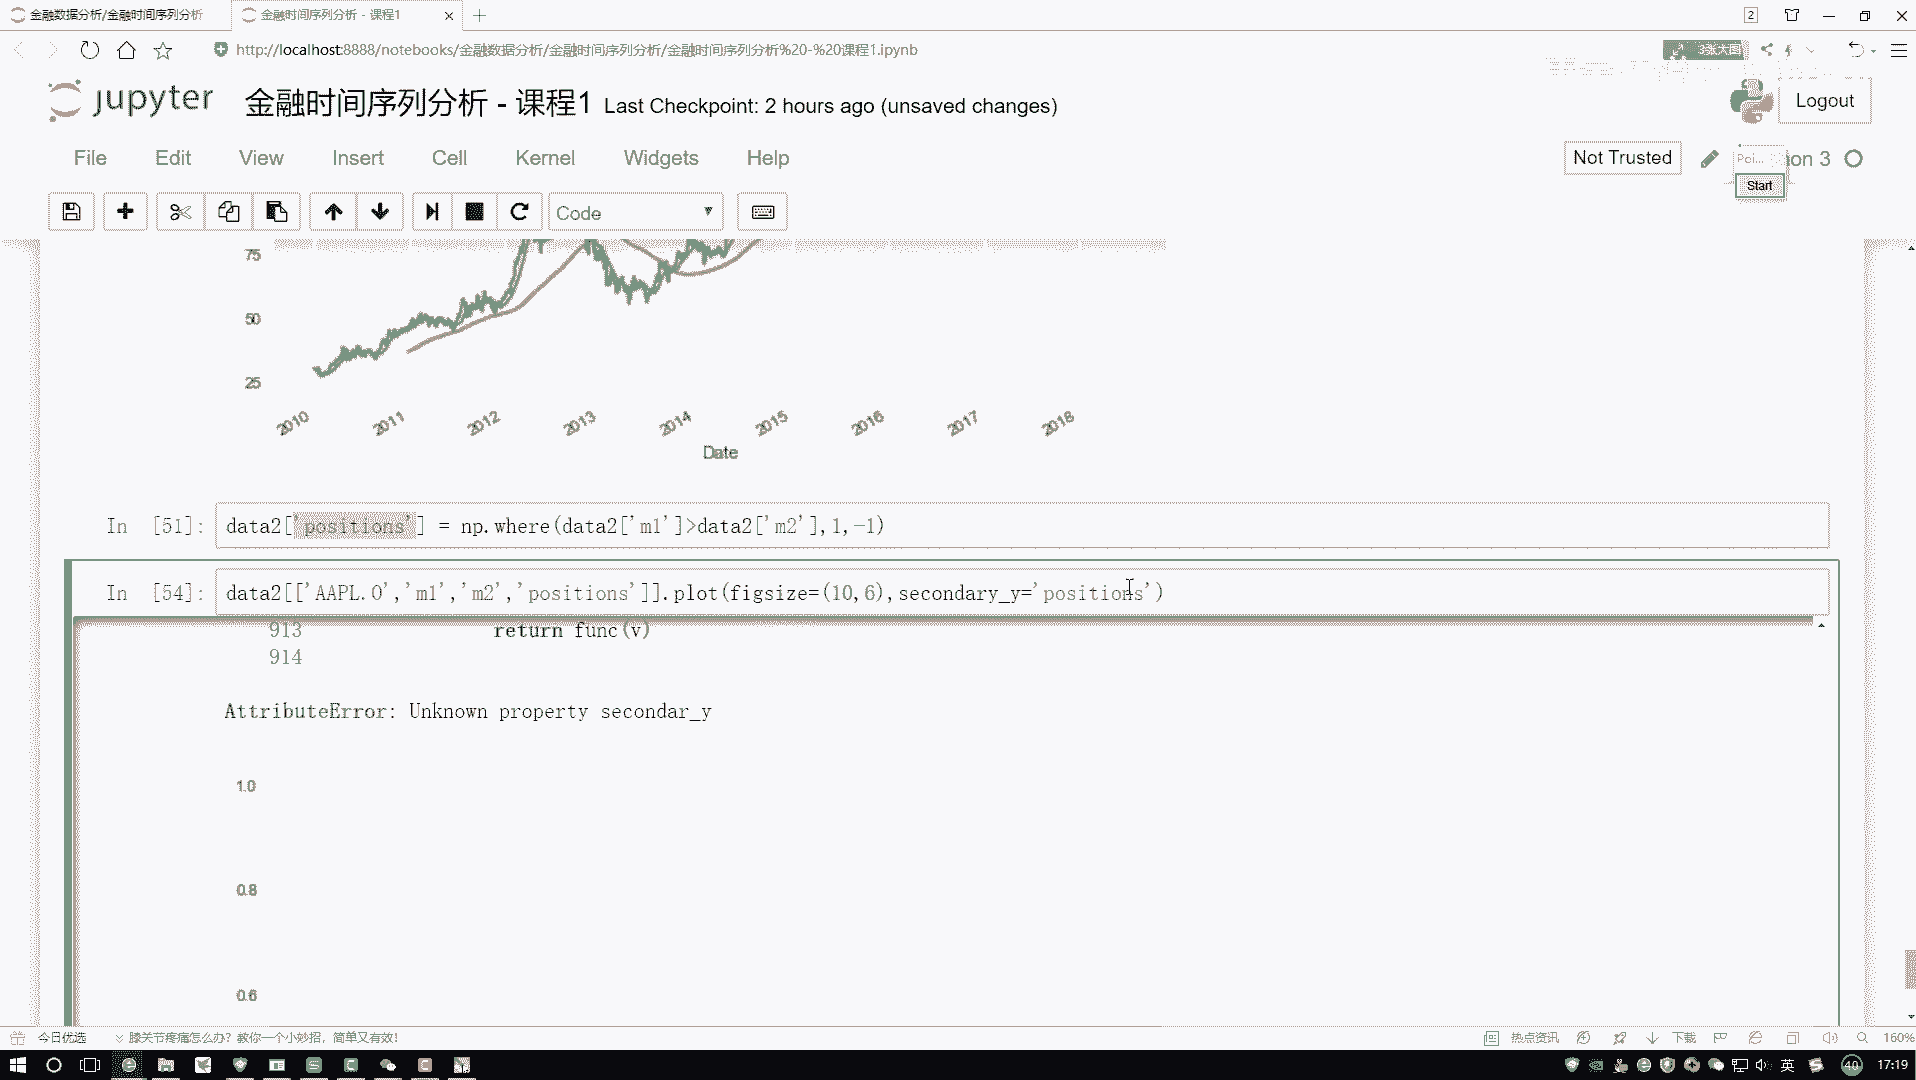 金融数据分析/金融时间序列分析
金融时间序列分析 - 课程1
2
http://localhost:8888/notebooks/金融数据分析/金融时间序列分析/金融时间序列分析%20-%20课程1.ipynb
3张大图
jupyter 金融时间序列分析 - 课程1 Last Checkpoint: 2 hours ago (unsaved changes)
Logout
File Edit View Insert Cell Kernel Widgets Help
Not Trusted
Poi...
on 3
Start
Code
75
50
25
2010 2011 2012 2013 2014 2015 2016 2017 2018
Date
In [51]: data2['positions'] = np.where(data2['m1']>data2['m2'],1,-1)
In [54]: data2[['AAPL.O','m1','m2','positions']].plot(figsize=(10,6),secondary_y='positions')
913 return func(v)
914
AttributeError: Unknown property secondar_y
1.0
0.8
0.6
今日优选
膝关节疼痛怎么办? 教你一个小妙招，简单又有效!
热点资讯
下载
160%
英
40
17:19